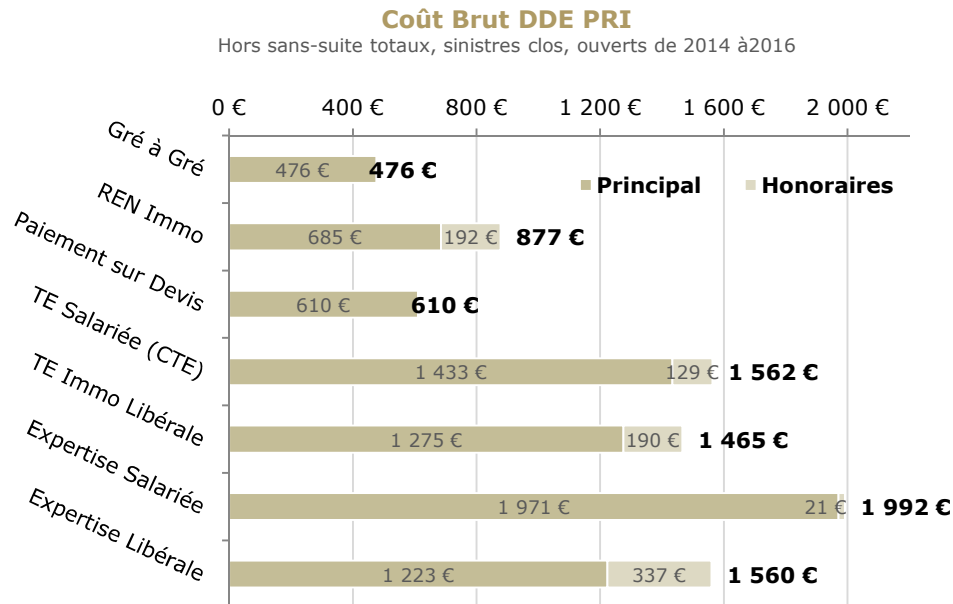 Coût Brut DDE PRI
Hors sans-suite totaux, sinistres clos, ouverts de 2014 à2016
0 € 400 € 800 € 1 200 € 1 600 € 2 000 €
Gré à Gré 476 € 476 €
Principal Honoraires
REN Immo 685 € 192 € 877 €
Paiement sur Devis 610 € 610 €
TE Salariée (CTE) 1 433 € 129 € 1 562 €
TE Immo Libérale 1 275 € 190 € 1 465 €
Expertise Salariée 1 971 € 21 € 1 992 €
Expertise Libérale 1 223 € 337 € 1 560 €